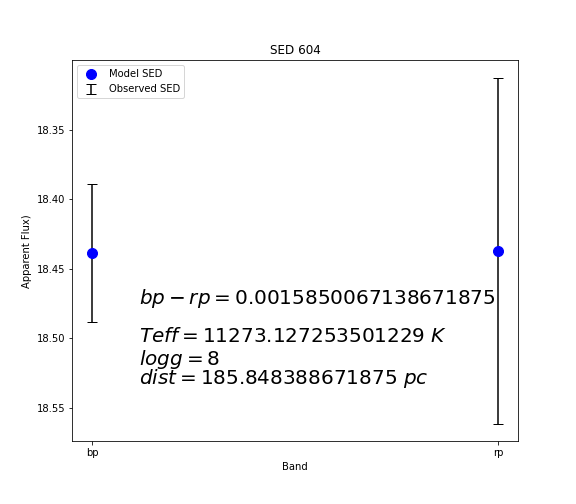 SED 604
Model SED
Observed SED
18.35
18.40
18.45
18.50
18.55
Apparent Flux)
bp − rp = 0.0015850067138671875
Teff = 11273.127253501229 K
logg = 8
dist = 185.848388671875 pc
bp
rp
Band